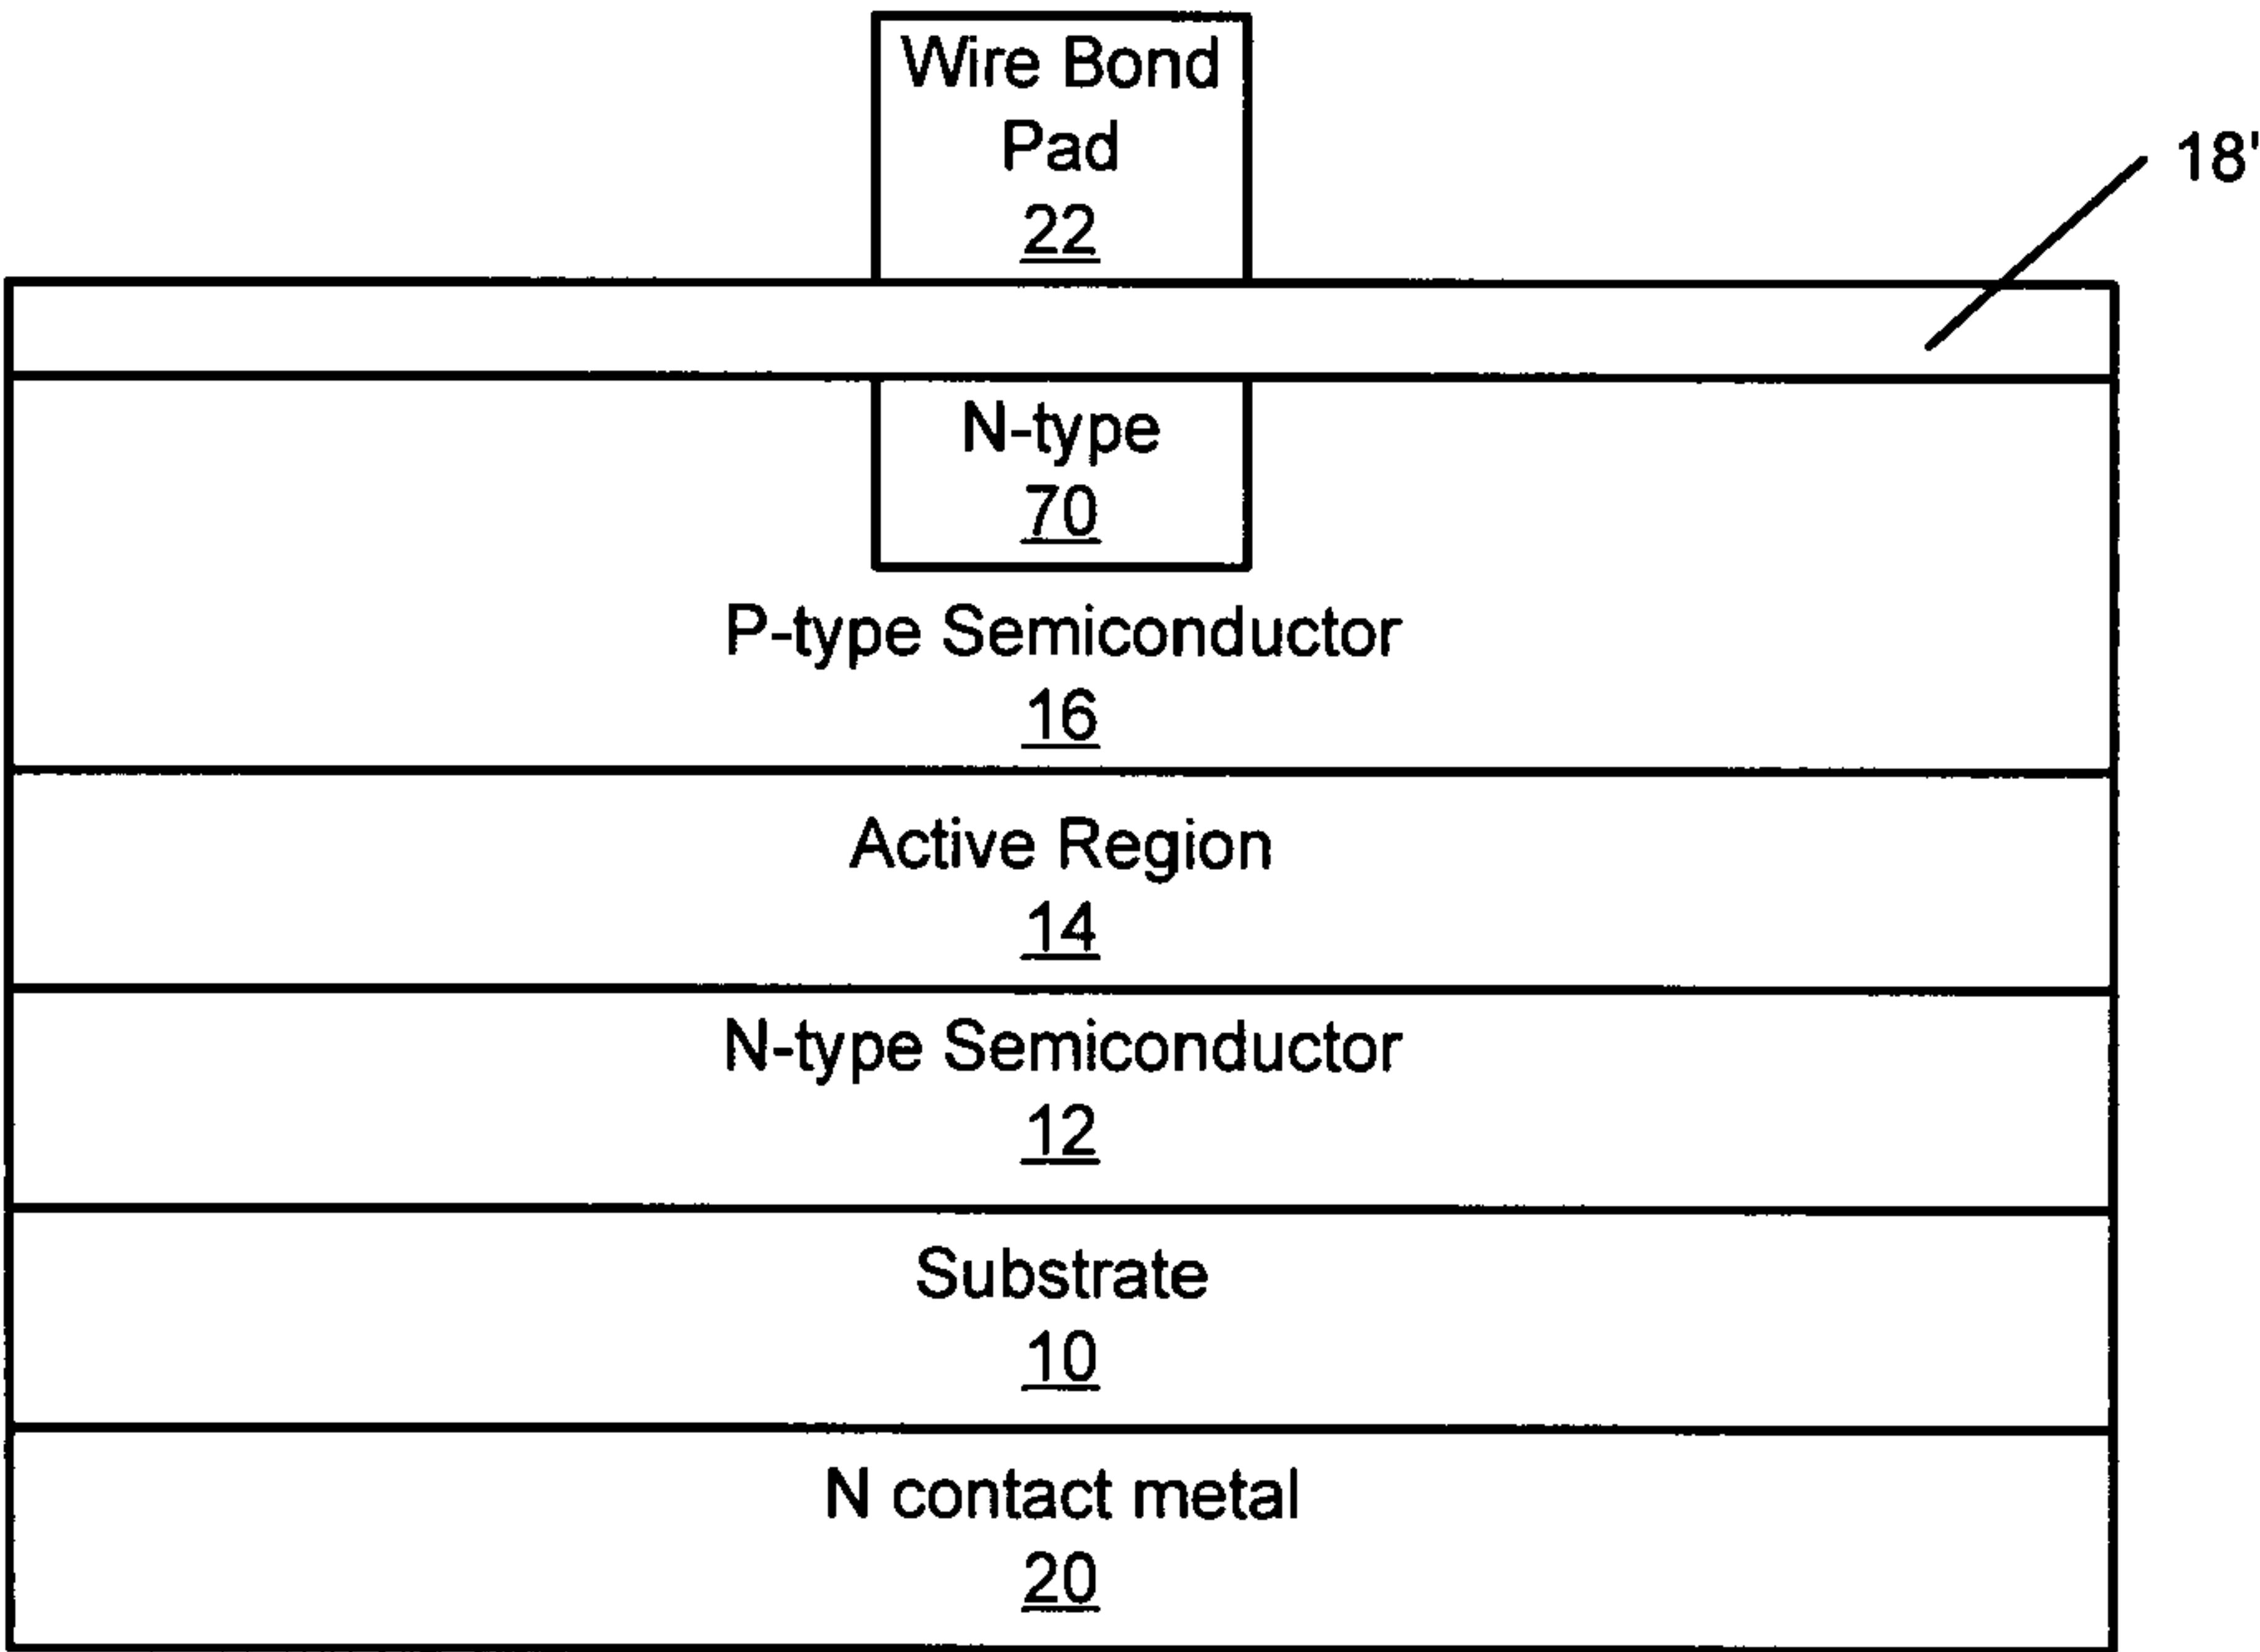 Wire Bond
Pad
22
18'
N-type
70
P-type Semiconductor
16
Active Region
14
N-type Semiconductor
12
Substrate
10
N contact metal
20